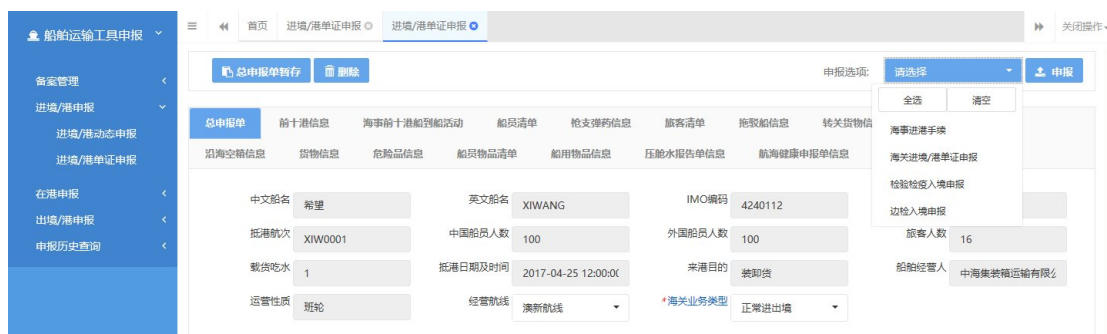 船舶运输工具申报
首页 进境/港单证申报 进境/港单证申报 关闭操作
总申报单暂存 删除 申报选项: 请选择 申报
备案管理
进境/港申报
进境/港动态申报
进境/港单证申报
在港申报
出境/港申报
申报历史查询
全选 清空
海事进港手续
海关进境/港单证申报
检验检疫入境申报
边检入境申报
总申报单 前十港信息 海事前十港船到船活动 船员清单 枪支弹药信息 旅客清单 拖驳船信息 转关货物信
沿海空箱信息 货物信息 危险品信息 船员物品清单 船用物品信息 压舱水报告单信息 航海健康申报单信息
中文船名 希望 英文船名 XIWANG IMO编码 4240112
抵港航次 XIW0001 中国船员人数 100 外国船员人数 100 旅客人数 16
载货吃水 1 抵港日期及时间 2017-04-25 12:00:0( 来港目的 装卸货 船舶经营人 中海集装箱运输有限
运营性质 班轮 经营航线 澳新航线 *海关业务类型 正常进出境